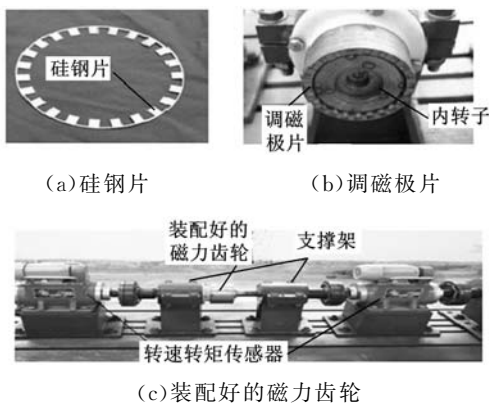 硅钢片
调磁
极片
内转子
(a)硅钢片
(b)调磁极片
装配好的
磁力齿轮
支撑架
转速转矩传感器
(c)装配好的磁力齿轮